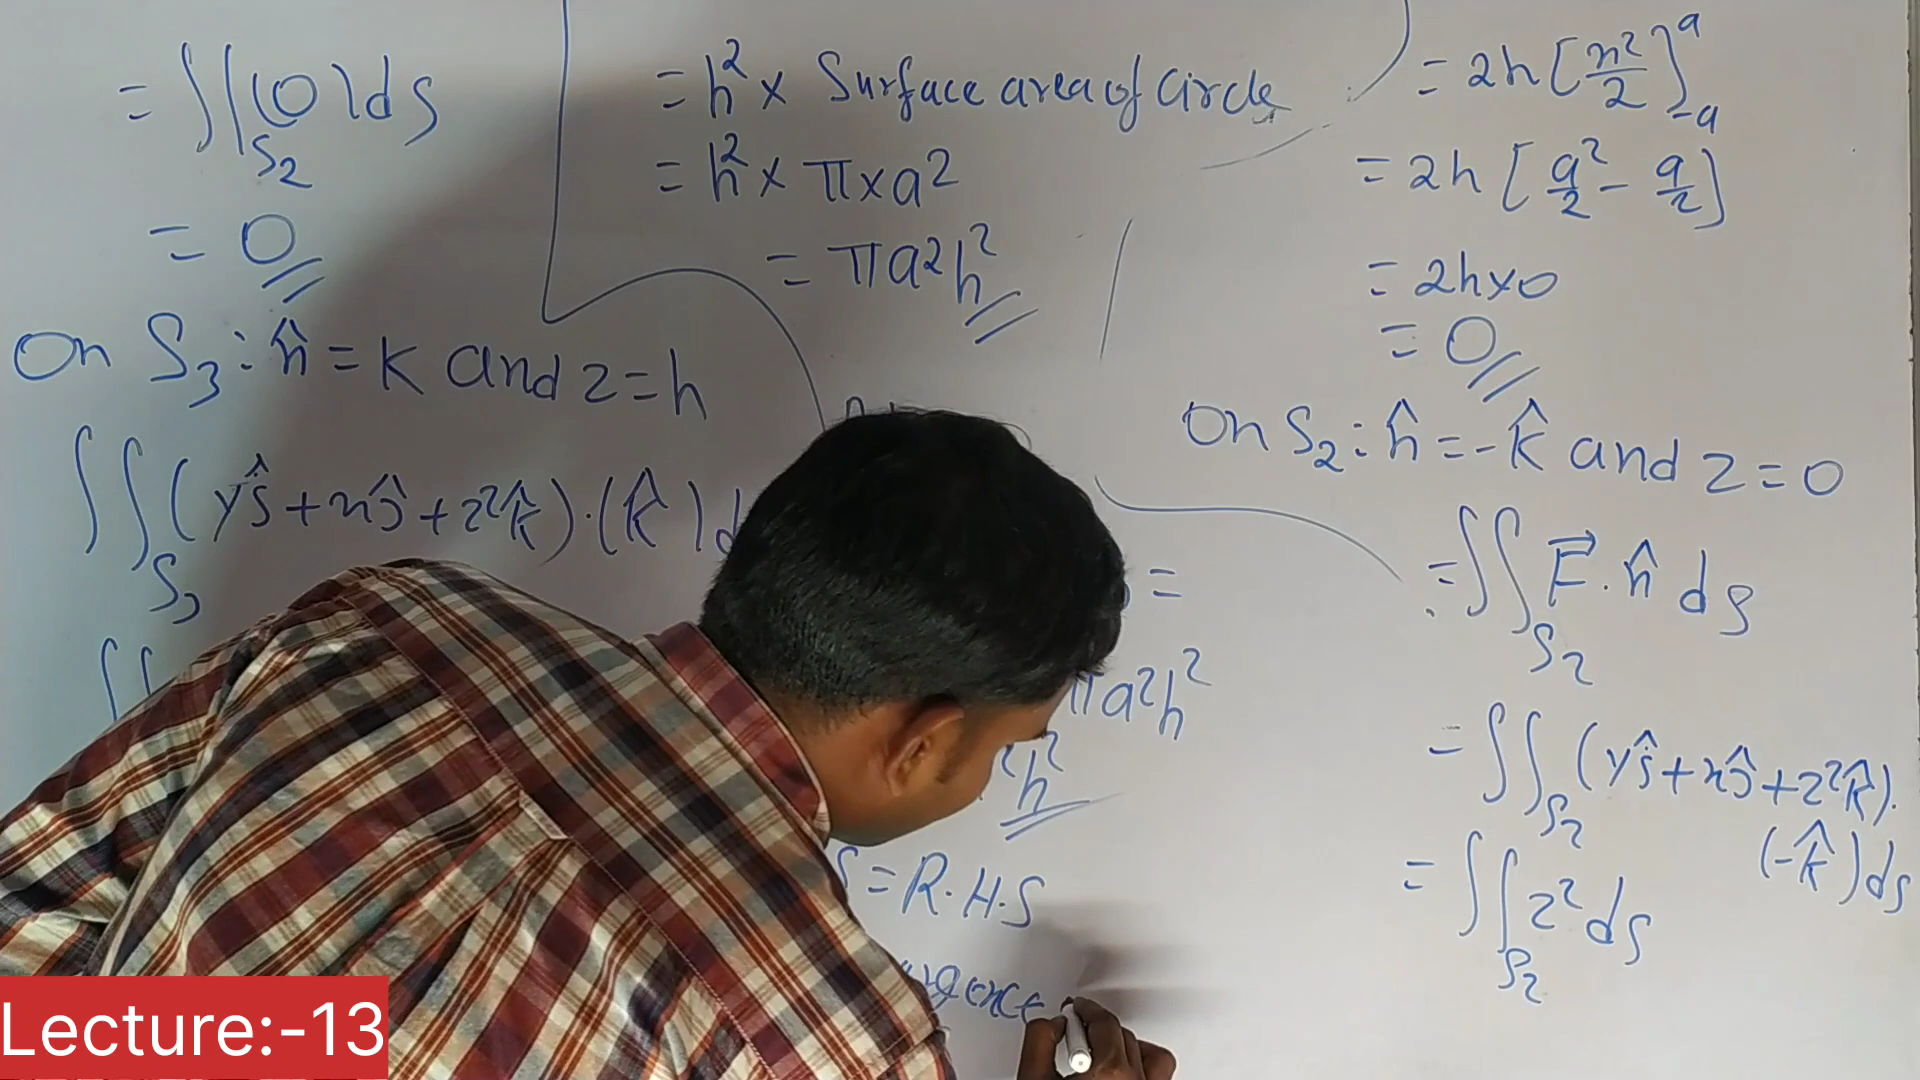 = ∫∫(0)ds
S₂
= 0
On S₃: n̂ = K and z=h
∫∫(yî + xĵ + z²k̂)·(k̂)d
S₃
∫∫
= h² × Surface area of Circle
= h² × π × a²
= πa²h²
=
πa²h²
²h²
S = R.H.S
rgence
= 2h[x²/2]ᵃ₋ₐ
= 2h[a²/2 - a/2]
= 2h×0
= 0
On S₂: n̂ = -k̂ and z=0
= ∫∫ F⃗. n̂ ds
S₂
= ∫∫ (yî + xĵ + z²k̂).
S₂
(-k̂)ds
= ∫∫ z² ds
S₂
Lecture:-13